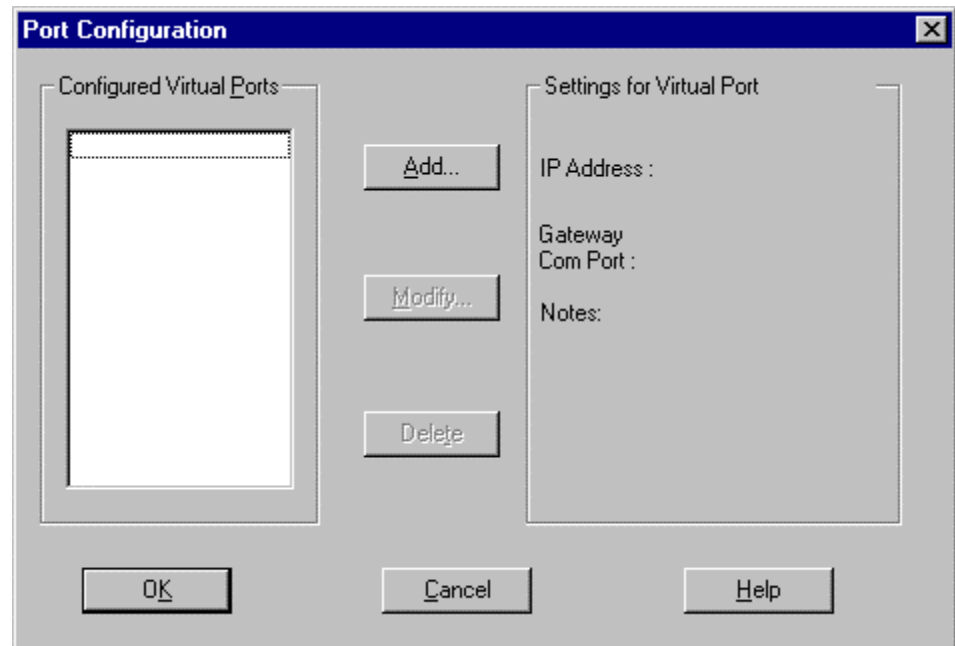 Port Configuration
Configured Virtual Ports
Settings for Virtual Port
Add...
IP Address :
Gateway
Com Port :
Modify...
Notes:
Delete
OK
Cancel
Help